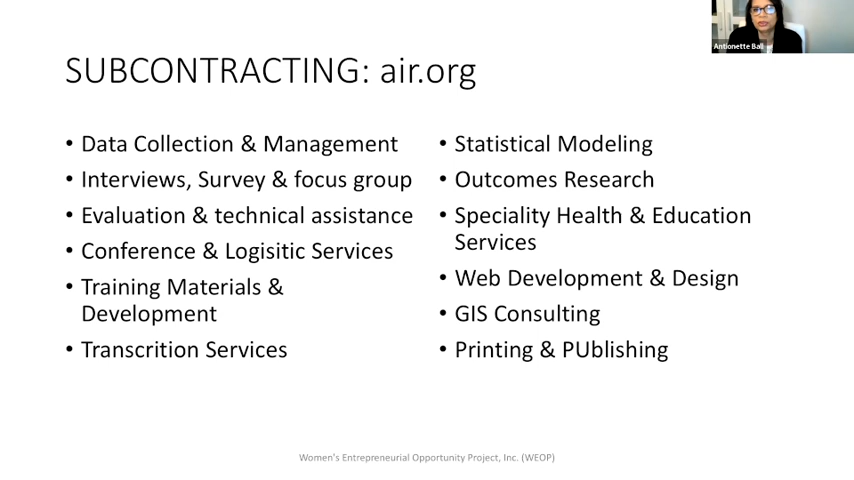 Antionette Ball
SUBCONTRACTING: air.org
• Data Collection & Management
• Interviews, Survey & focus group
• Evaluation & technical assistance
• Conference & Logisitic Services
• Training Materials &
Development
• Transcrition Services
• Statistical Modeling
• Outcomes Research
• Speciality Health & Education
Services
• Web Development & Design
• GIS Consulting
• Printing & PUblishing
Women's Entrepreneurial Opportunity Project, Inc. (WEOP)